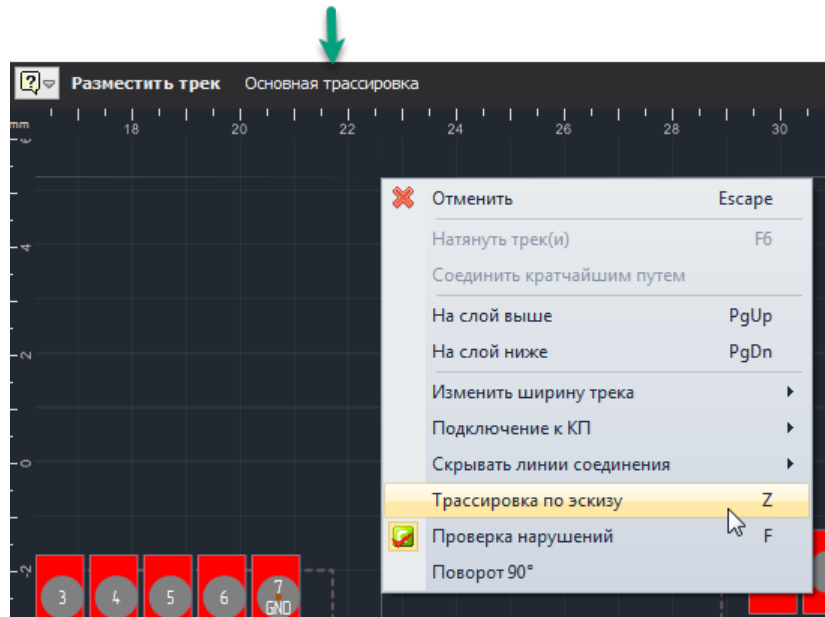 Разместить трек Основная трассировка
mm 18 20 22 24 26 28 30
6
Отменить Escape
Натянуть трек(и) F6
4
Соединить кратчайшим путем
На слой выше PgUp
На слой ниже PgDn
2
Изменить ширину трека
Подключение к КП
Скрывать линии соединения
0
Трассировка по эскизу Z
Проверка нарушений F
Поворот 90°
-2
3 4 5 6 7
GND